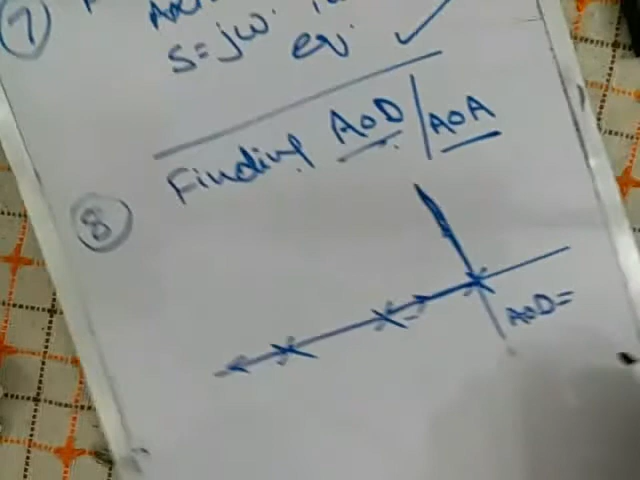 7
s=jω. eq.
Finding AOD/AOA
8
AOD=